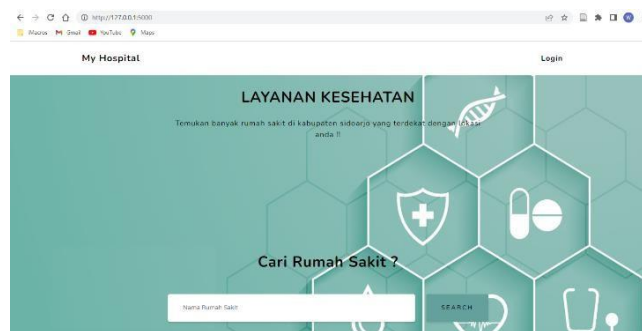 http://127.0.0.1:5000
Macros Gmail YouTube Maps
My Hospital Login
LAYANAN KESEHATAN
Temukan banyak rumah sakit di kabupaten sidoarjo yang terdekat dengan lokasi
anda !!
Cari Rumah Sakit ?
Nama Rumah Sakit SEARCH